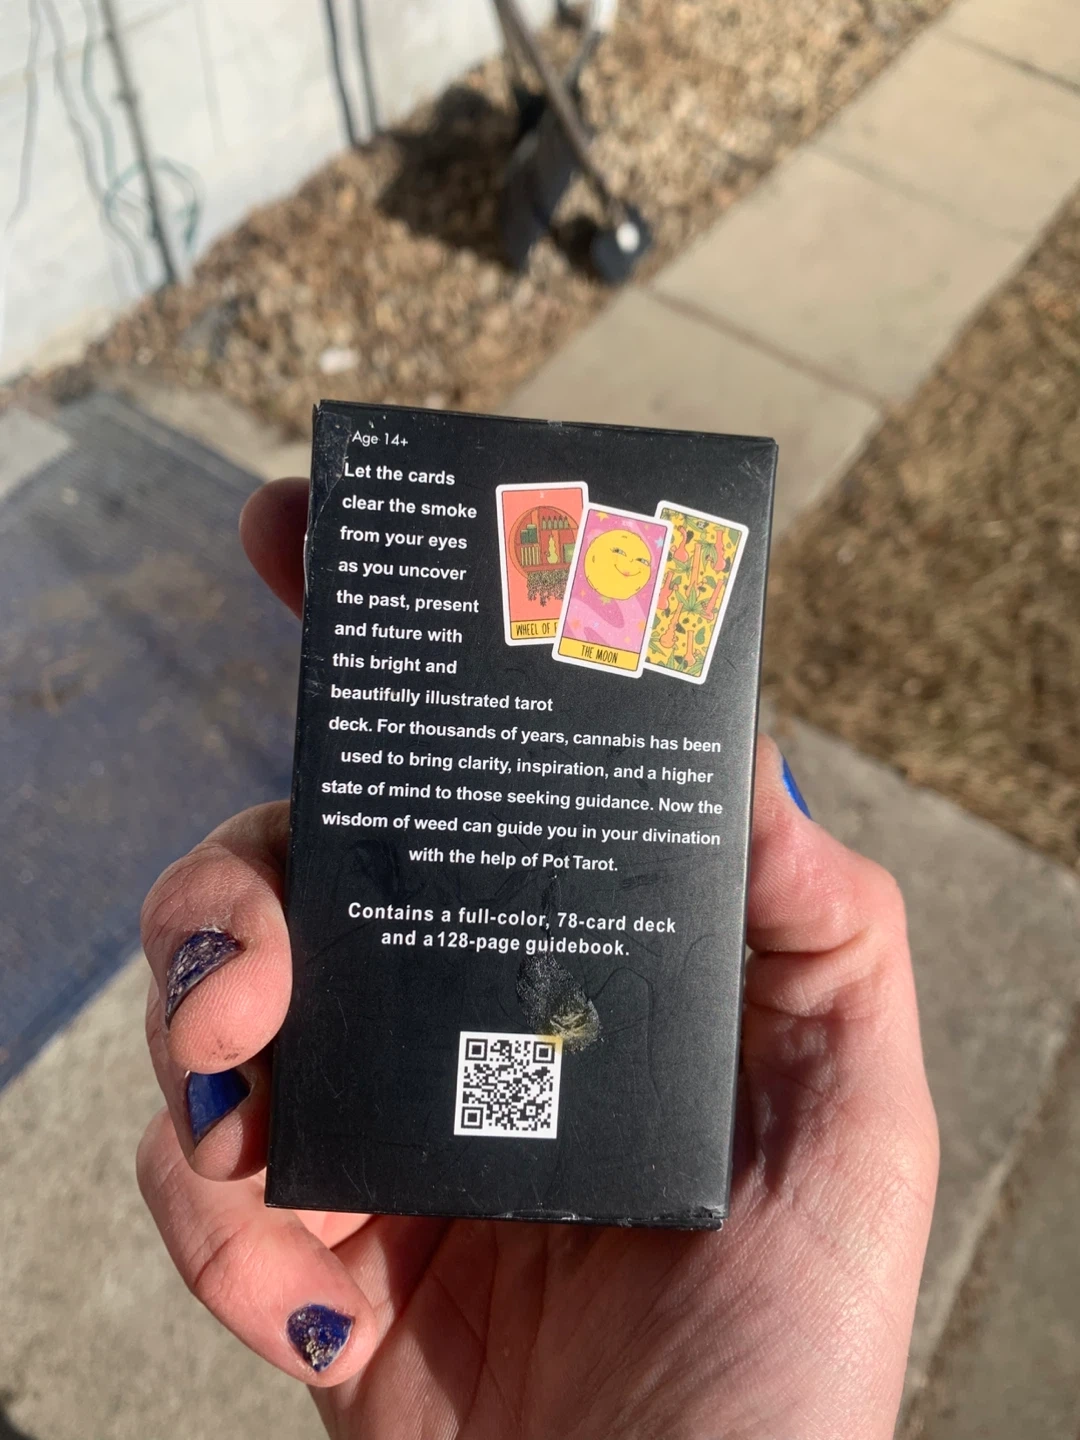 Age 14+
Let the cards
clear the smoke
from your eyes
as you uncover
the past, present
and future with
this bright and
beautifully illustrated tarot
deck. For thousands of years, cannabis has been
used to bring clarity, inspiration, and a higher
state of mind to those seeking guidance. Now the
wisdom of weed can guide you in your divination
with the help of Pot Tarot.
WHEEL OF F
THE MOON
Contains a full-color, 78-card deck
and a 128-page guidebook.